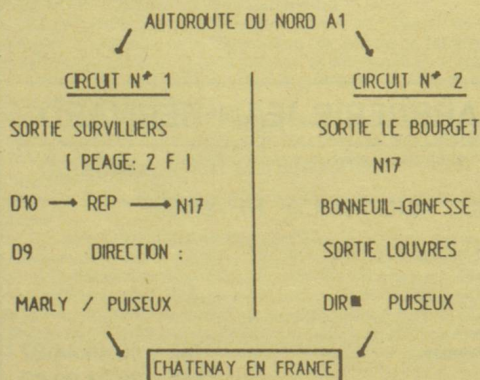 AUTOROUTE DU NORD A1
CIRCUIT N° 1
SORTIE SURVILLIERS
( PEAGE: 2 F )
D10 → REP → N17
D9 DIRECTION :
MARLY / PUISEUX
CIRCUIT N° 2
SORTIE LE BOURGET
N17
BONNEUIL-GONESSE
SORTIE LOUVRES
DIR■ PUISEUX
CHATENAY EN FRANCE